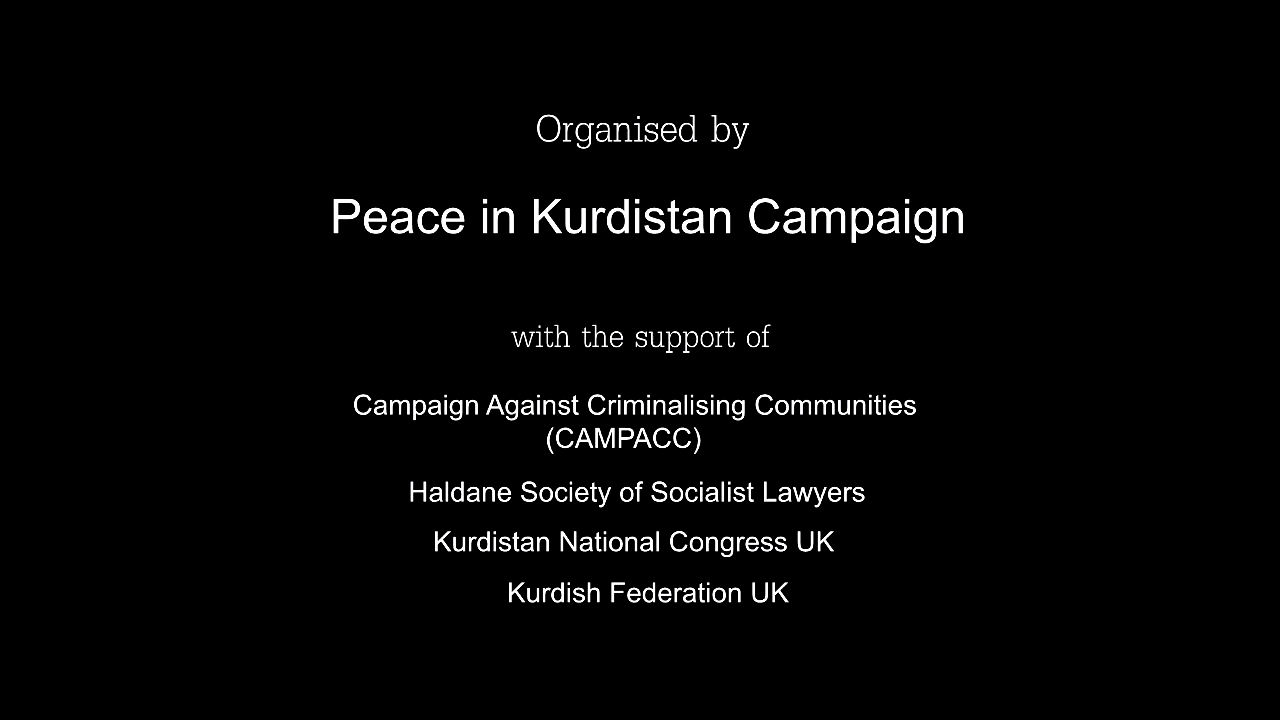 Organised by
Peace in Kurdistan Campaign
with the support of
Campaign Against Criminalising Communities
(CAMPACC)
Haldane Society of Socialist Lawyers
Kurdistan National Congress UK
Kurdish Federation UK